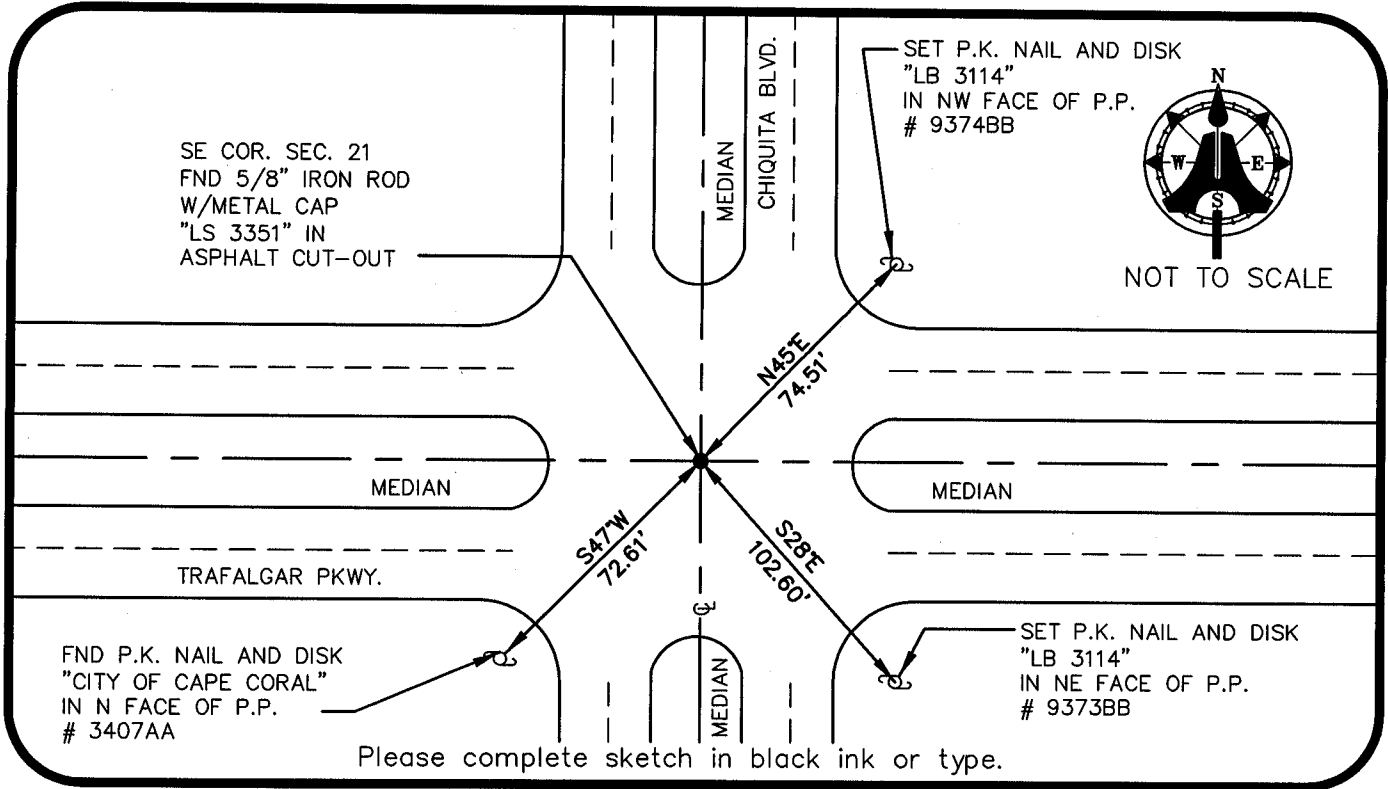 SET P.K. NAIL AND DISK
"LB 3114"
IN NW FACE OF P.P.
# 9374BB
N
W
E
S
NOT TO SCALE
CHIQUITA BLVD.
MEDIAN
SE COR. SEC. 21
FND 5/8" IRON ROD
W/METAL CAP
"LS 3351" IN
ASPHALT CUT-OUT
N45°E
74.51'
MEDIAN
MEDIAN
S47°W
72.61'
S28°E
102.60'
TRAFALGAR PKWY.
℄
FND P.K. NAIL AND DISK
"CITY OF CAPE CORAL"
IN N FACE OF P.P.
# 3407AA
MEDIAN
SET P.K. NAIL AND DISK
"LB 3114"
IN NE FACE OF P.P.
# 9373BB
Please complete sketch in black ink or type.